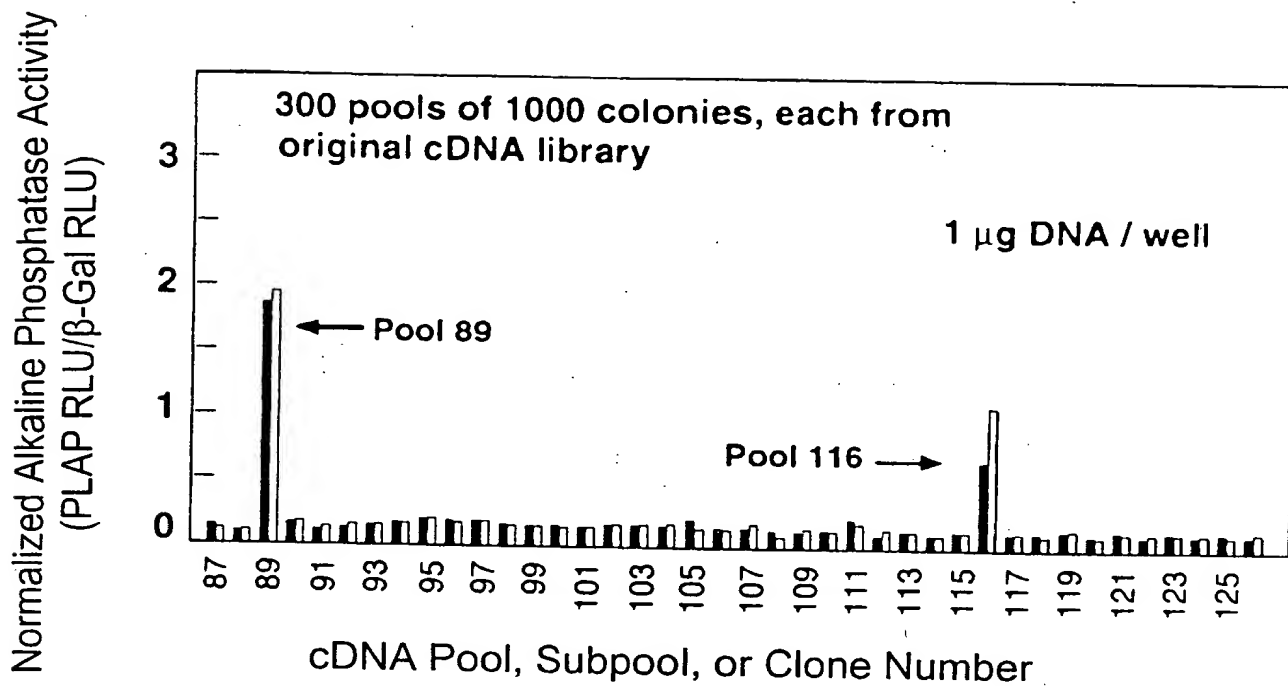 Normalized Alkaline Phosphatase Activity
(PLAP RLU/β-Gal RLU)
300 pools of 1000 colonies, each from
original cDNA library
3
1 μg DNA / well
2
Pool 89
1
Pool 116
0
87 89 91 93 95 97 99 101 103 105 107 109 111 113 115 117 119 121 123 125
cDNA Pool, Subpool, or Clone Number